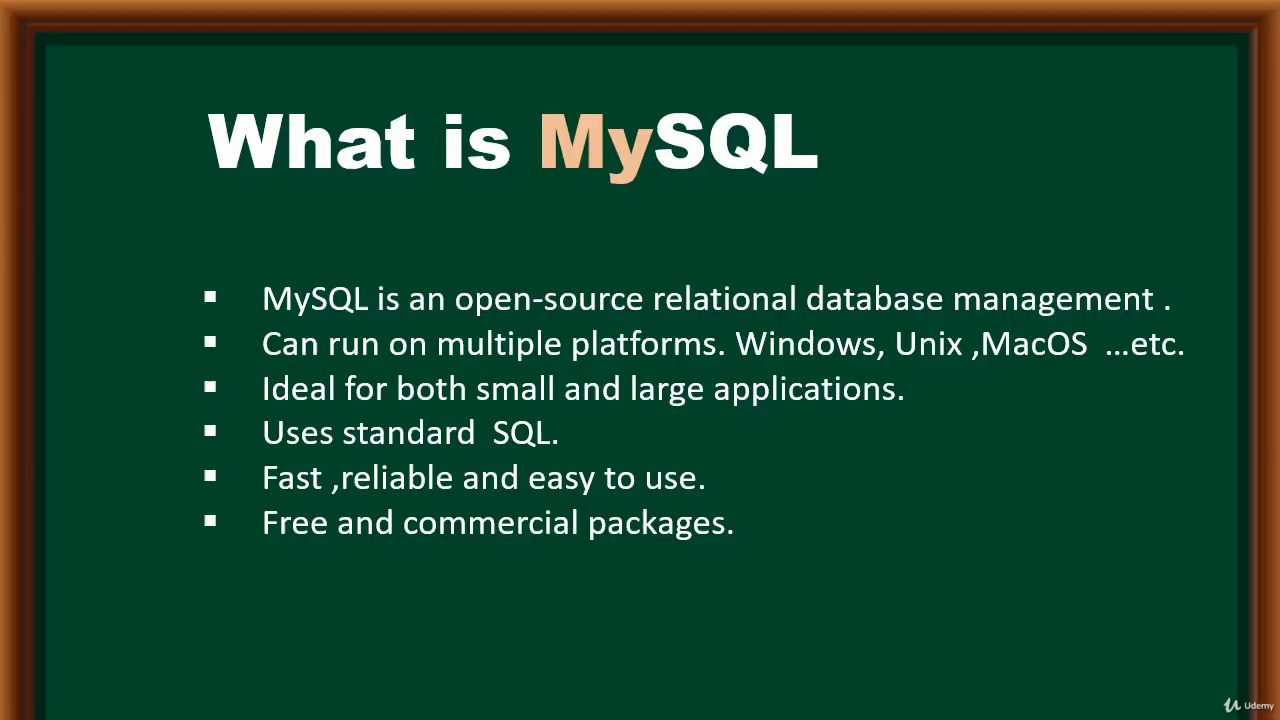 What is MySQL
▪ MySQL is an open-source relational database management .
▪ Can run on multiple platforms. Windows, Unix ,MacOS ...etc.
▪ Ideal for both small and large applications.
▪ Uses standard SQL.
▪ Fast ,reliable and easy to use.
▪ Free and commercial packages.
Udemy